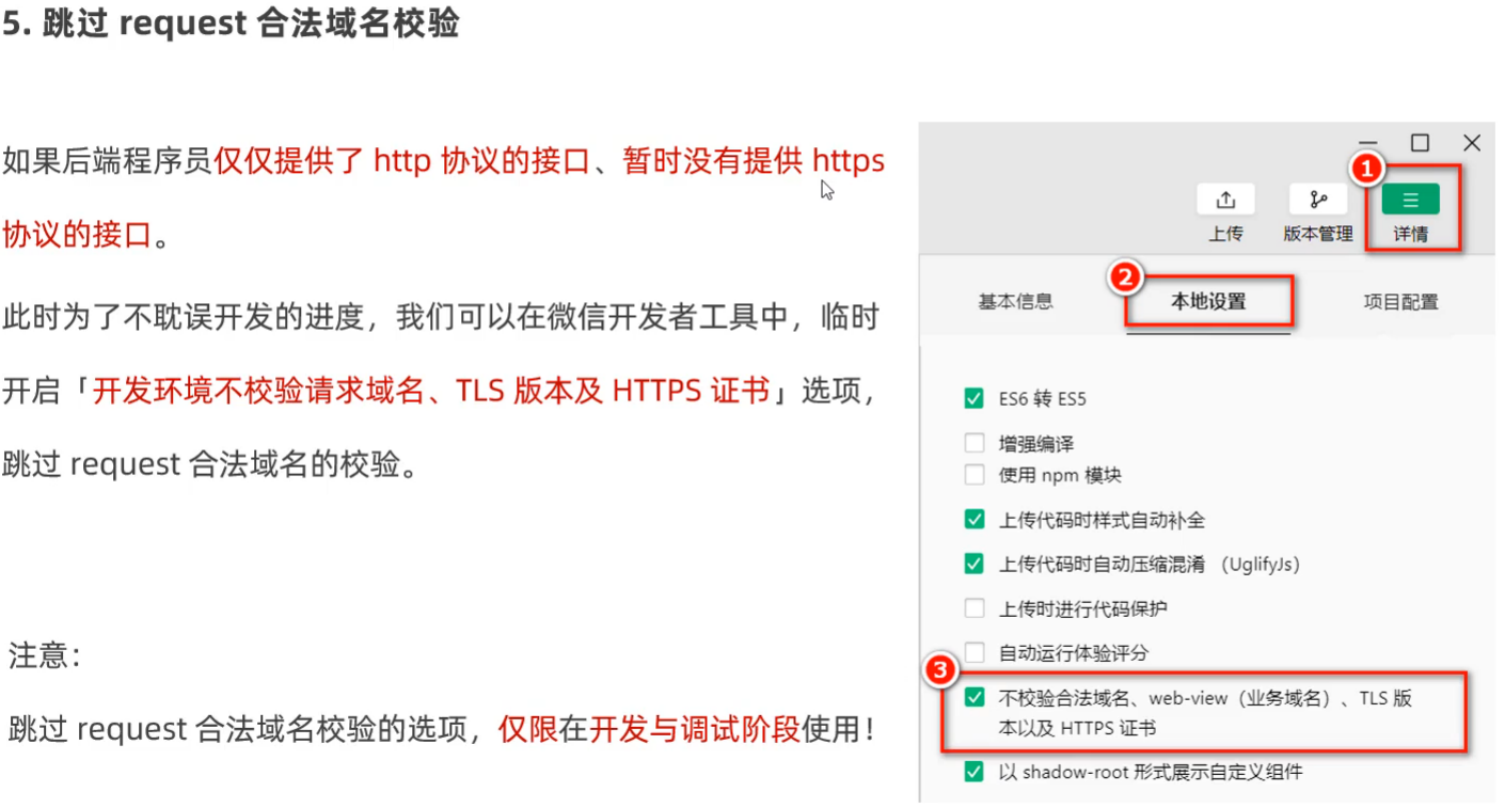 5. 跳过 request 合法域名校验
如果后端程序员仅仅提供了 http 协议的接口、暂时没有提供 https
协议的接口。
此时为了不耽误开发的进度，我们可以在微信开发者工具中，临时
开启「开发环境不校验请求域名、TLS 版本及 HTTPS 证书」选项，
跳过 request 合法域名的校验。
注意：
跳过 request 合法域名校验的选项，仅限在开发与调试阶段使用！
1
上传 版本管理 详情
2
基本信息 本地设置 项目配置
ES6 转 ES5
增强编译
使用 npm 模块
上传代码时样式自动补全
上传代码时自动压缩混淆 （UglifyJs）
上传时进行代码保护
自动运行体验评分
3
不校验合法域名、web-view（业务域名）、TLS 版
本以及 HTTPS 证书
以 shadow-root 形式展示自定义组件